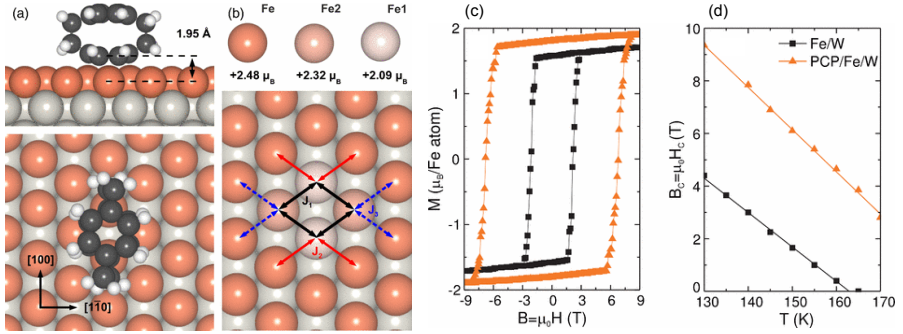 (a)
1.95 Å
[100]
[11̄0]
(b)
Fe Fe2 Fe1
+2.48 μB +2.32 μB +2.09 μB
J1
J3
J2
(c)
2
1
0
-1
-2
M (μB/Fe atom)
-9 -6 -3 0 3 6 9
B=μ0H (T)
(d)
Fe/W
PCP/Fe/W
10
8
6
4
2
0
BC=μ0HC(T)
130 140 150 160 170
T (K)